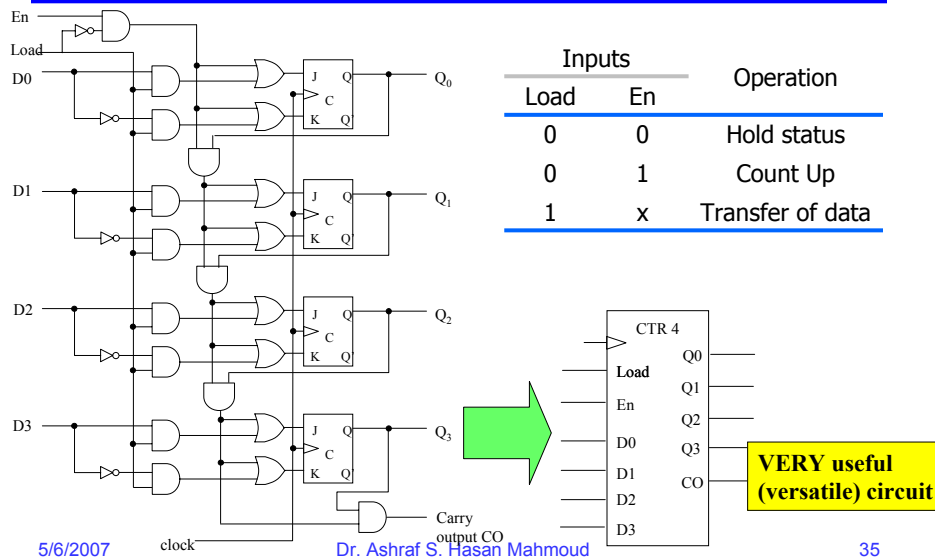 En
Load
D0
J Q
C
K Q'
Q0
D1
J Q
C
K Q'
Q1
D2
J Q
C
K Q'
Q2
D3
J Q
C
K Q'
Q3
Carry
output CO
clock
Inputs
Operation
Load En
0 0 Hold status
0 1 Count Up
1 x Transfer of data
CTR 4
Load
En
D0
D1
D2
D3
Q0
Q1
Q2
Q3
CO
VERY useful
(versatile) circuit
5/6/2007 Dr. Ashraf S. Hasan Mahmoud 35